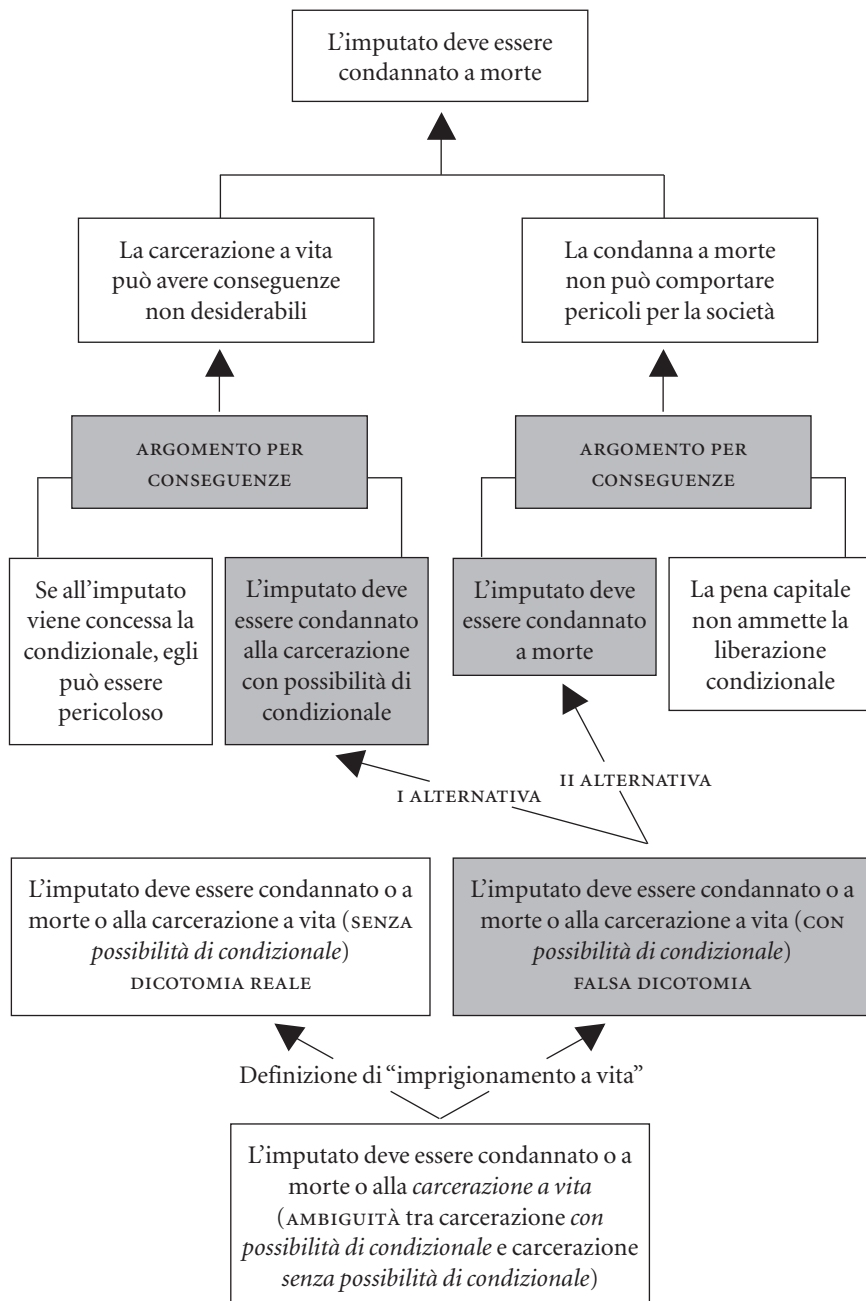 L’imputato deve essere
condannato a morte
La carcerazione a vita
può avere conseguenze
non desiderabili
La condanna a morte
non può comportare
pericoli per la società
ARGOMENTO PER
CONSEGUENZE
ARGOMENTO PER
CONSEGUENZE
Se all’imputato
viene concessa la
condizionale, egli
può essere
pericoloso
L’imputato deve
essere condannato
alla carcerazione
con possibilità di
condizionale
L’imputato deve
essere condannato
a morte
La pena capitale
non ammette la
liberazione
condizionale
I ALTERNATIVA
II ALTERNATIVA
L’imputato deve essere condannato o a
morte o alla carcerazione a vita (SENZA
possibilità di condizionale)
DICOTOMIA REALE
L’imputato deve essere condannato o a
morte o alla carcerazione a vita (CON
possibilità di condizionale)
FALSA DICOTOMIA
Definizione di “imprigionamento a vita”
L’imputato deve essere condannato o a
morte o alla carcerazione a vita
(AMBIGUITÀ tra carcerazione con
possibilità di condizionale e carcerazione
senza possibilità di condizionale)